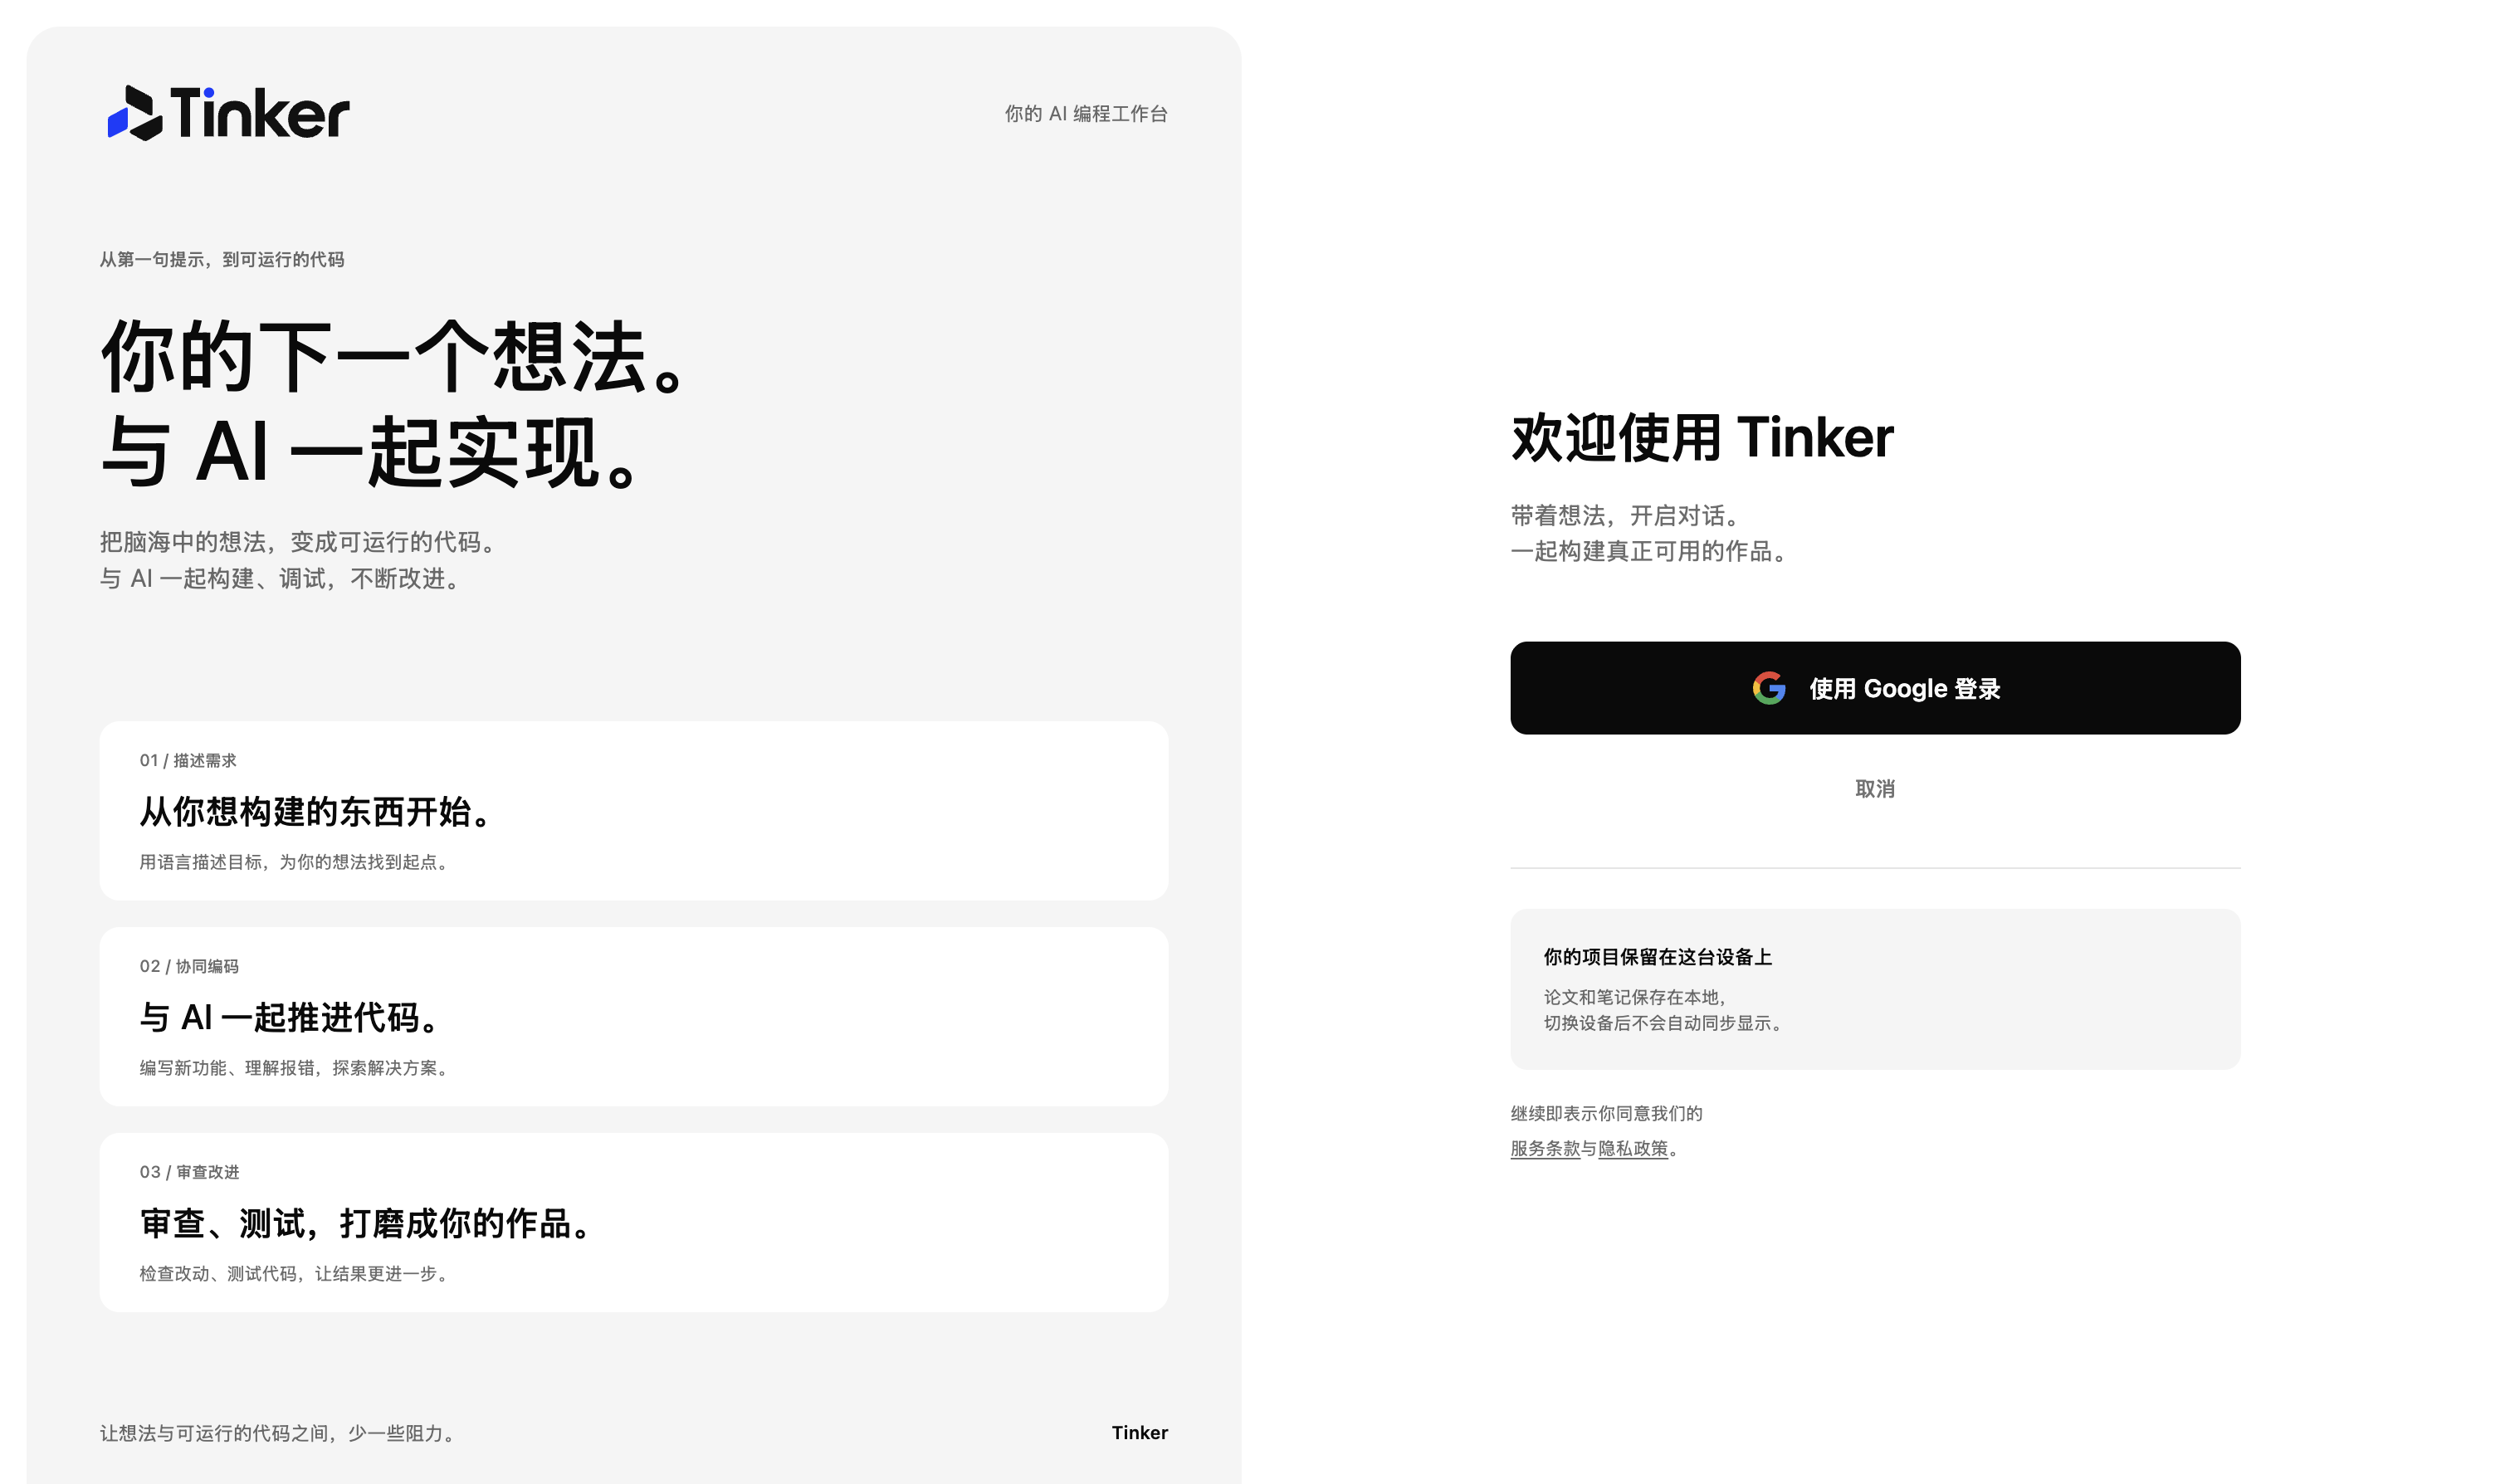 Tinker
你的 AI 编程工作台
从第一句提示，到可运行的代码
你的下一个想法。
与 AI 一起实现。
把脑海中的想法，变成可运行的代码。
与 AI 一起构建、调试，不断改进。
01 / 描述需求
从你想构建的东西开始。
用语言描述目标，为你的想法找到起点。
02 / 协同编码
与 AI 一起推进代码。
编写新功能、理解报错，探索解决方案。
03 / 审查改进
审查、测试，打磨成你的作品。
检查改动、测试代码，让结果更进一步。
让想法与可运行的代码之间，少一些阻力。
Tinker
欢迎使用 Tinker
带着想法，开启对话。
一起构建真正可用的作品。
使用 Google 登录
取消
你的项目保留在这台设备上
论文和笔记保存在本地，
切换设备后不会自动同步显示。
继续即表示你同意我们的
服务条款与隐私政策。